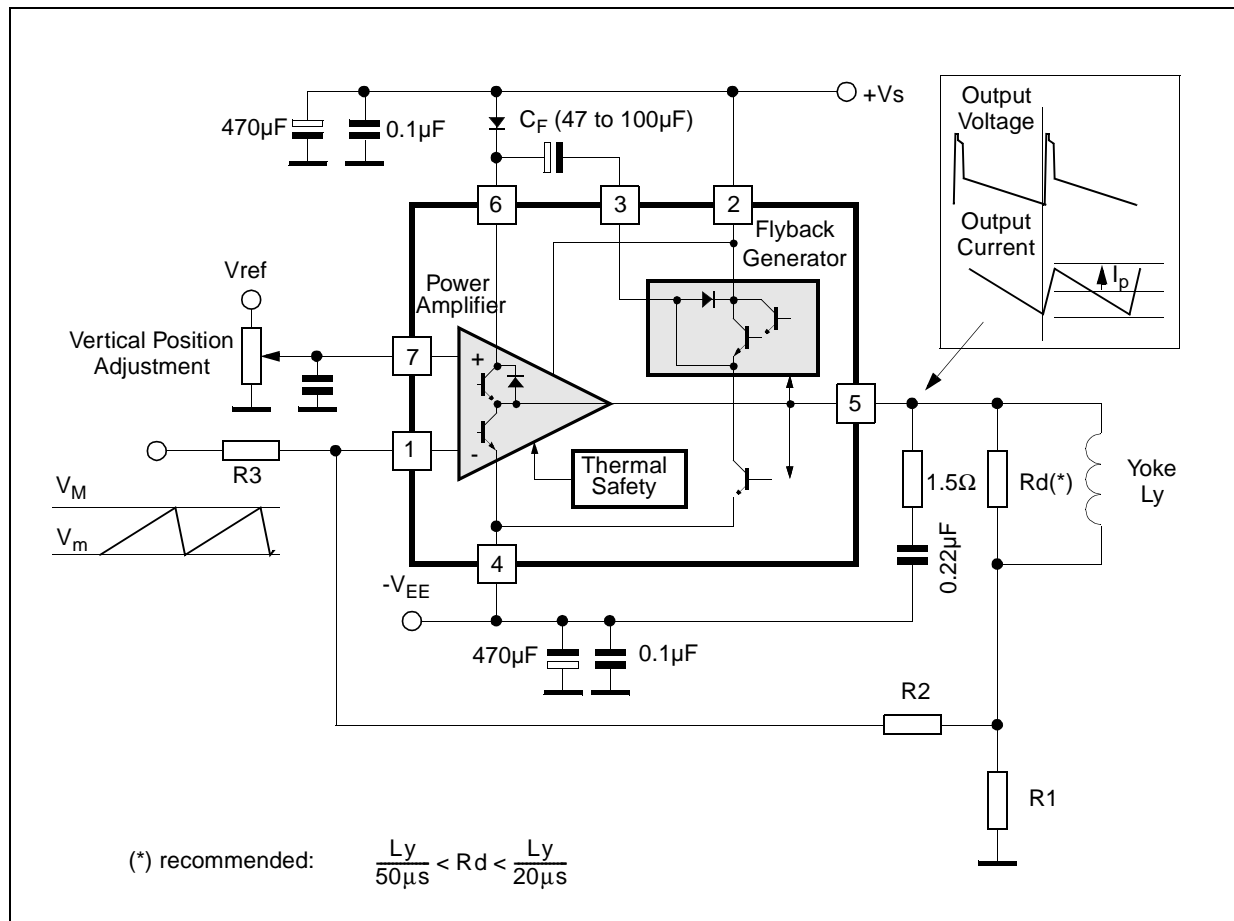 +Vs
470µF
0.1µF
C_F (47 to 100µF)
Output
Voltage
Output
Current
I_p
6
3
2
Flyback
Generator
Power
Amplifier
Vref
Vertical Position
Adjustment
7
+
5
1
-
R3
Thermal
Safety
1.5Ω
Rd(*)
Yoke
Ly
V_M
V_m
0.22µF
4
-V_EE
470µF
0.1µF
R2
R1
(*) recommended: Ly/50µs < Rd < Ly/20µs